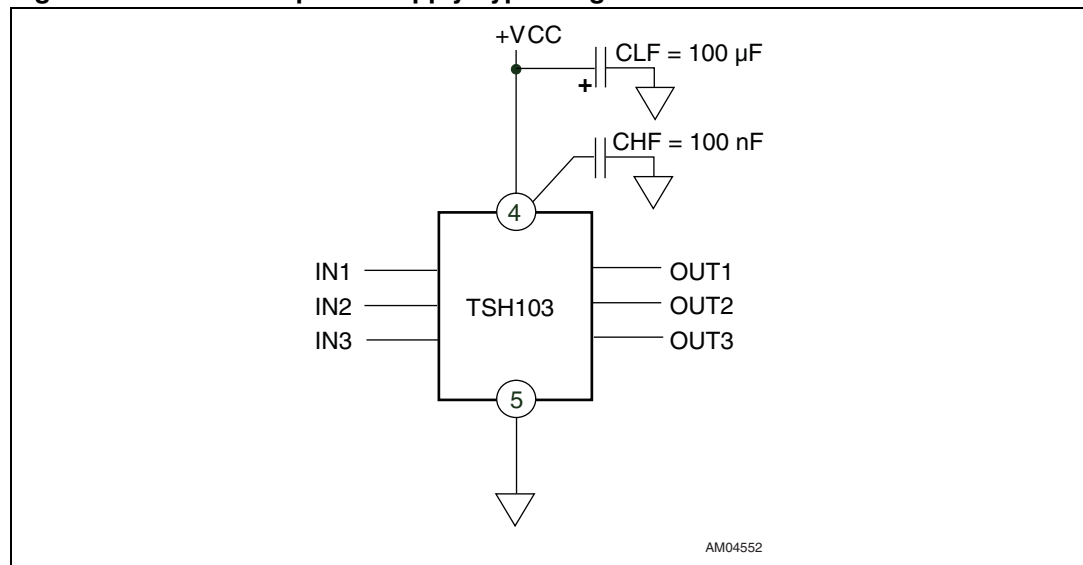 +VCC
CLF = 100 µF
+
CHF = 100 nF
4
IN1
OUT1
IN2
TSH103
OUT2
IN3
OUT3
5
AM04552